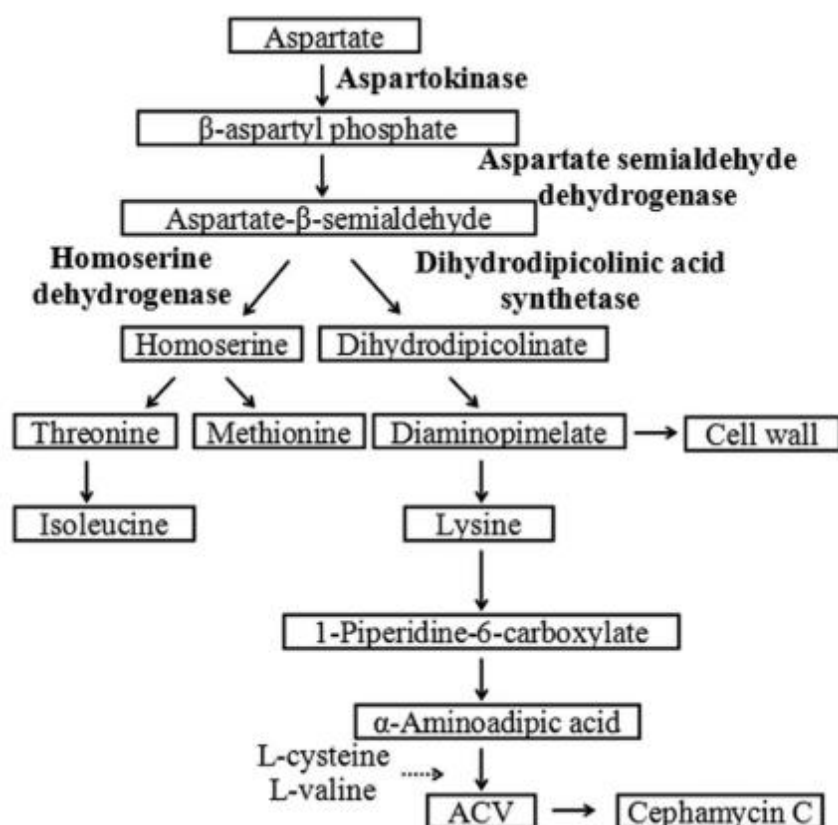 Aspartate
Aspartokinase
β-aspartyl phosphate
Aspartate semialdehyde
dehydrogenase
Aspartate-β-semialdehyde
Homoserine
dehydrogenase
Dihydrodipicolinic acid
synthetase
Homoserine
Dihydrodipicolinate
Threonine
Methionine
Diaminopimelate
Cell wall
Isoleucine
Lysine
1-Piperidine-6-carboxylate
α-Aminoadipic acid
L-cysteine
L-valine
ACV
Cephamycin C